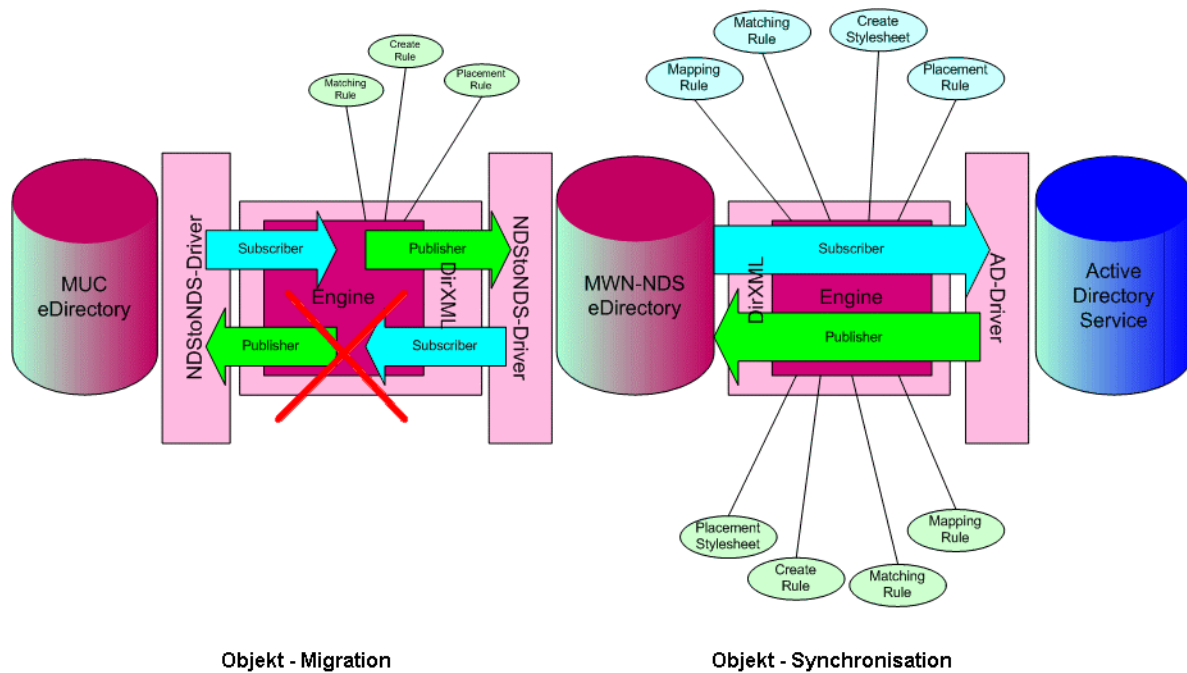 Matching
Rule
Create
Rule
Placement
Rule
Mapping
Rule
Matching
Rule
Create
Stylesheet
Placement
Rule
MUC
eDirectory
NDStoNDS-Driver
Subscriber
Publisher
Engine
DirXML
Publisher
Subscriber
NDStoNDS-Driver
MWN-NDS
eDirectory
DirXML
Subscriber
Engine
Publisher
AD-Driver
Active
Directory
Service
Placement
Stylesheet
Create
Rule
Matching
Rule
Mapping
Rule
Objekt - Migration
Objekt - Synchronisation